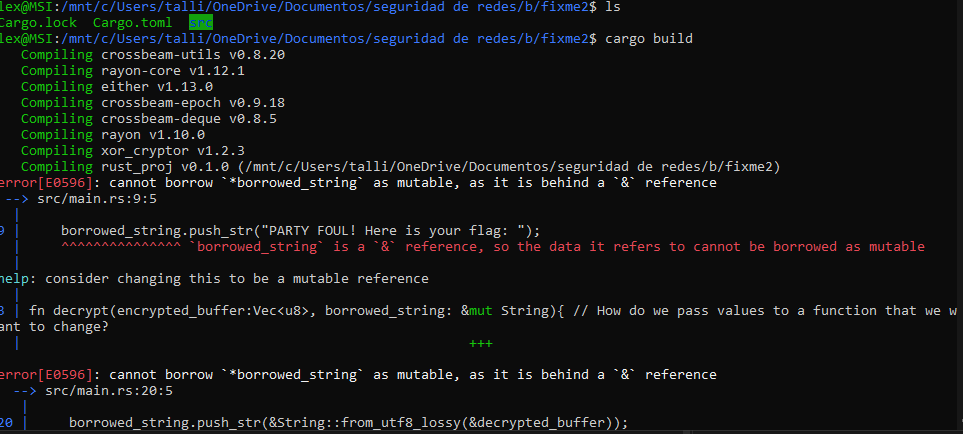 lex@MSI:/mnt/c/Users/talli/OneDrive/Documentos/seguridad de redes/b/fixme2$ ls
Cargo.lock  Cargo.toml  src
lex@MSI:/mnt/c/Users/talli/OneDrive/Documentos/seguridad de redes/b/fixme2$ cargo build
   Compiling crossbeam-utils v0.8.20
   Compiling rayon-core v1.12.1
   Compiling either v1.13.0
   Compiling crossbeam-epoch v0.9.18
   Compiling crossbeam-deque v0.8.5
   Compiling rayon v1.10.0
   Compiling xor_cryptor v1.2.3
   Compiling rust_proj v0.1.0 (/mnt/c/Users/talli/OneDrive/Documentos/seguridad de redes/b/fixme2)
error[E0596]: cannot borrow `*borrowed_string` as mutable, as it is behind a `&` reference
 --> src/main.rs:9:5
  |
9 |     borrowed_string.push_str("PARTY FOUL! Here is your flag: ");
  |     ^^^^^^^^^^^^^^^ `borrowed_string` is a `&` reference, so the data it refers to cannot be borrowed as mutable
  |
help: consider changing this to be a mutable reference
  |
3 | fn decrypt(encrypted_buffer:Vec<u8>, borrowed_string: &mut String){ // How do we pass values to a function that we w
ant to change?
  |                                                        +++
error[E0596]: cannot borrow `*borrowed_string` as mutable, as it is behind a `&` reference
  --> src/main.rs:20:5
   |
20 |     borrowed_string.push_str(&String::from_utf8_lossy(&decrypted_buffer));